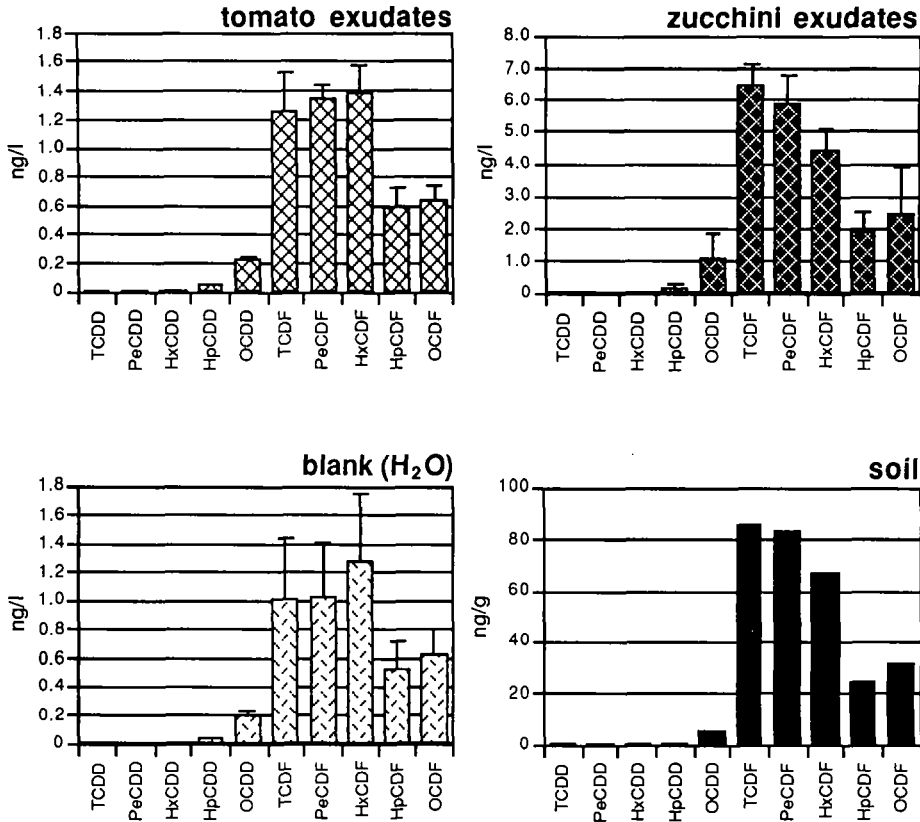 tomato exudates
1.8
1.6
1.4
1.2
1.0
0.8
0.6
0.4
0.2
0
ng/l
TCDD
PeCDD
HxCDD
HpCDD
OCDD
TCDF
PeCDF
HxCDF
HpCDF
OCDF
zucchini exudates
8.0
7.0
6.0
5.0
4.0
3.0
2.0
1.0
0
ng/l
TCDD
PeCDD
HxCDD
HpCDD
OCDD
TCDF
PeCDF
HxCDF
HpCDF
OCDF
blank (H₂O)
1.8
1.6
1.4
1.2
1.0
0.8
0.6
0.4
0.2
0
ng/l
TCDD
PeCDD
HxCDD
HpCDD
OCDD
TCDF
PeCDF
HxCDF
HpCDF
OCDF
soil
100
80
60
40
20
0
ng/g
TCDD
PeCDD
HxCDD
HpCDD
OCDD
TCDF
PeCDF
HxCDF
HpCDF
OCDF